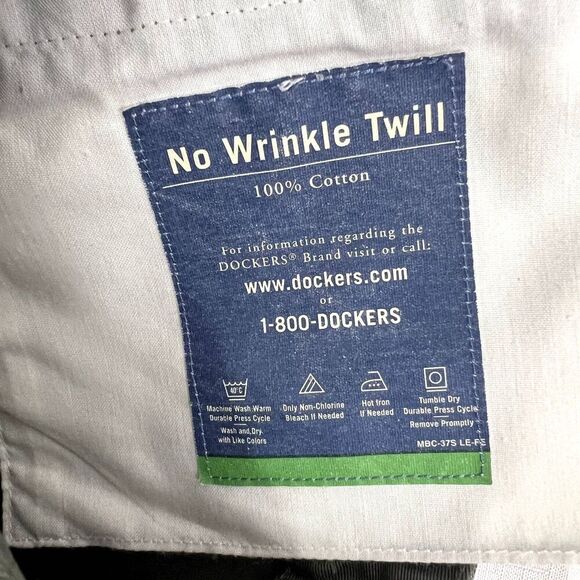 No Wrinkle Twill
100% Cotton
For information regarding the
DOCKERS® Brand visit or call:
www.dockers.com
or
1-800-DOCKERS
40°C
Machine Wash Warm
Durable Press Cycle
Wash and Dry
with Like Colors
Only Non-Chlorine
Bleach If Needed
Hot Iron
If Needed
Tumble Dry
Durable Press Cycle
Remove Promptly
MBC-37S LE-FE